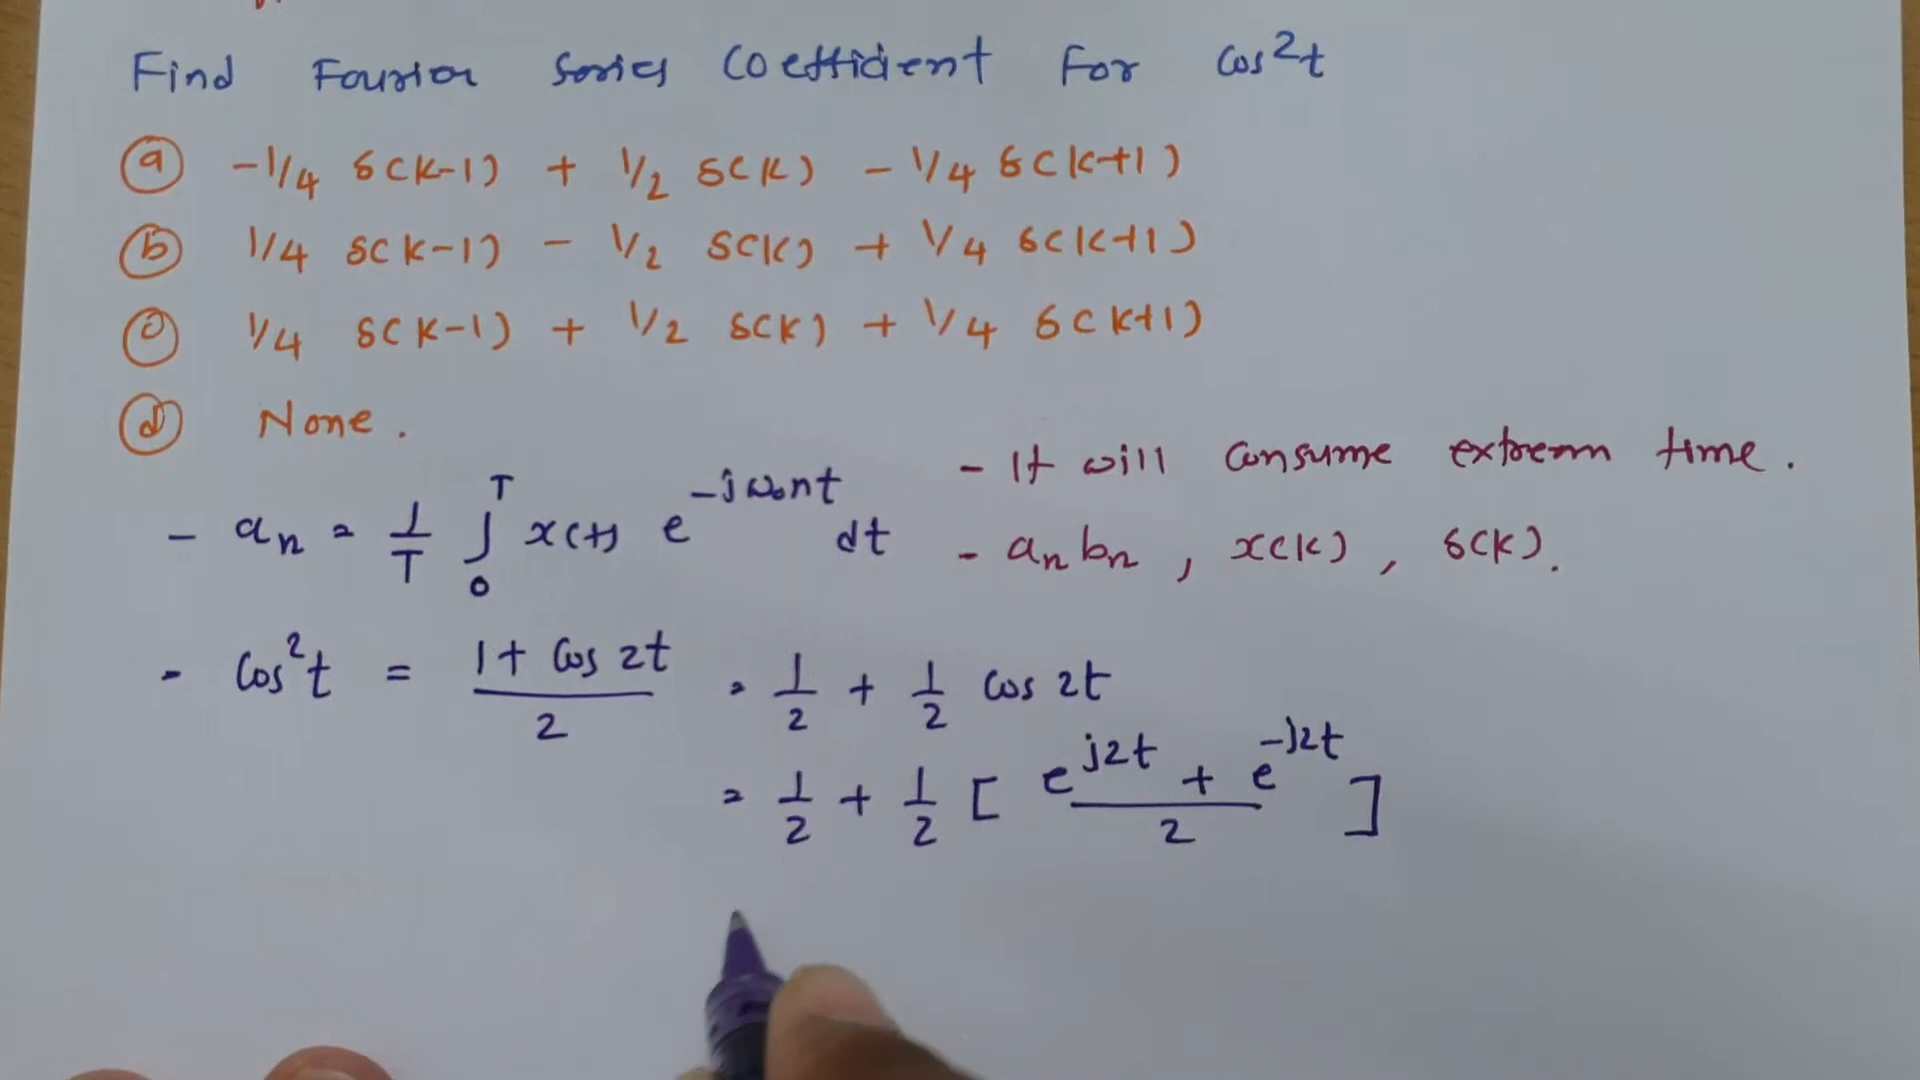 Find Fourier Series Coefficient For cos²t
(a) -1/4 δ(k-1) + 1/2 δ(k) - 1/4 δ(k+1)
(b) 1/4 δ(k-1) - 1/2 δ(k) + 1/4 δ(k+1)
(c) 1/4 δ(k-1) + 1/2 δ(k) + 1/4 δ(k+1)
(d) None.
- It will consume extrem time.
- aₙ = 1/T ∫₀ᵀ x(t) e^(-jω₀nt) dt
- aₙ bₙ, x(k), δ(k).
- cos²t = (1 + cos 2t)/2 = 1/2 + 1/2 cos 2t
= 1/2 + 1/2 [ (e^(j2t) + e^(-j2t))/2 ]